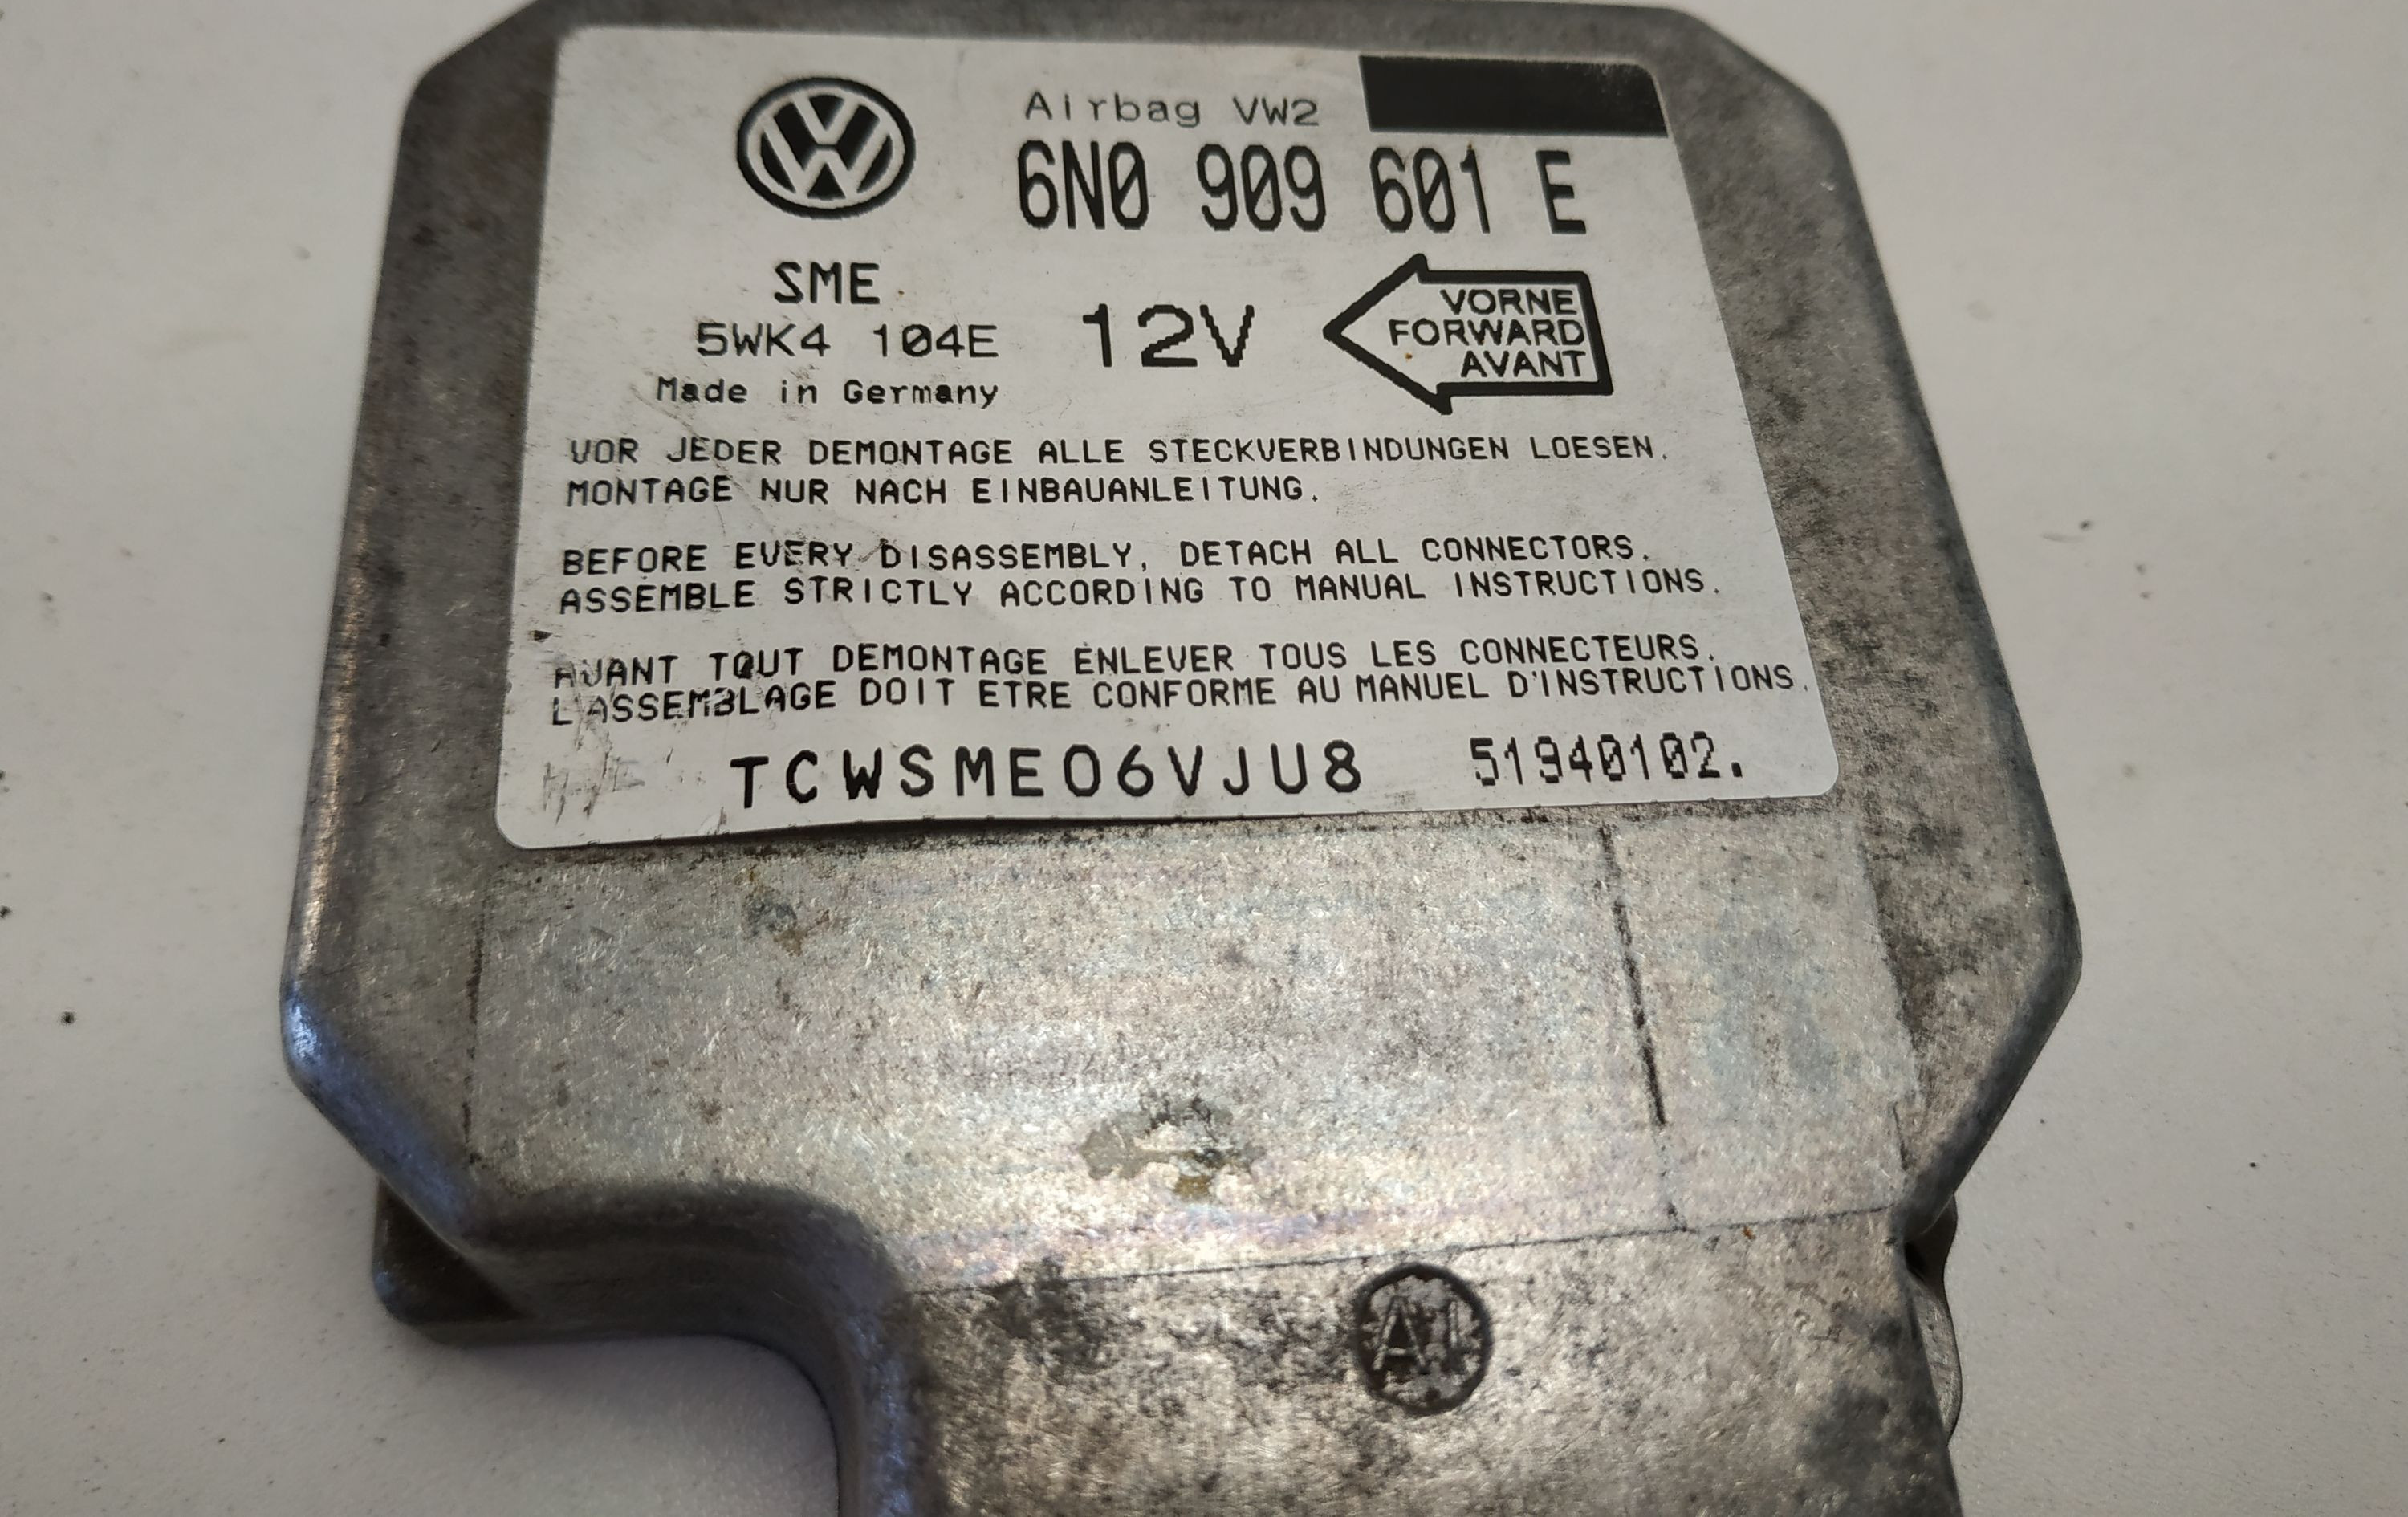 Airbag VW2
6N0 909 601 E
SME
5WK4 104E
12V
VORNE
FORWARD
AVANT
Made in Germany
VOR JEDER DEMONTAGE ALLE STECKVERBINDUNGEN LOESEN.
MONTAGE NUR NACH EINBAUANLEITUNG.
BEFORE EVERY DISASSEMBLY, DETACH ALL CONNECTORS.
ASSEMBLE STRICTLY ACCORDING TO MANUAL INSTRUCTIONS.
AVANT TOUT DEMONTAGE ENLEVER TOUS LES CONNECTEURS.
L'ASSEMBLAGE DOIT ETRE CONFORME AU MANUEL D'INSTRUCTIONS.
TCWSME06VJU8 51940102.